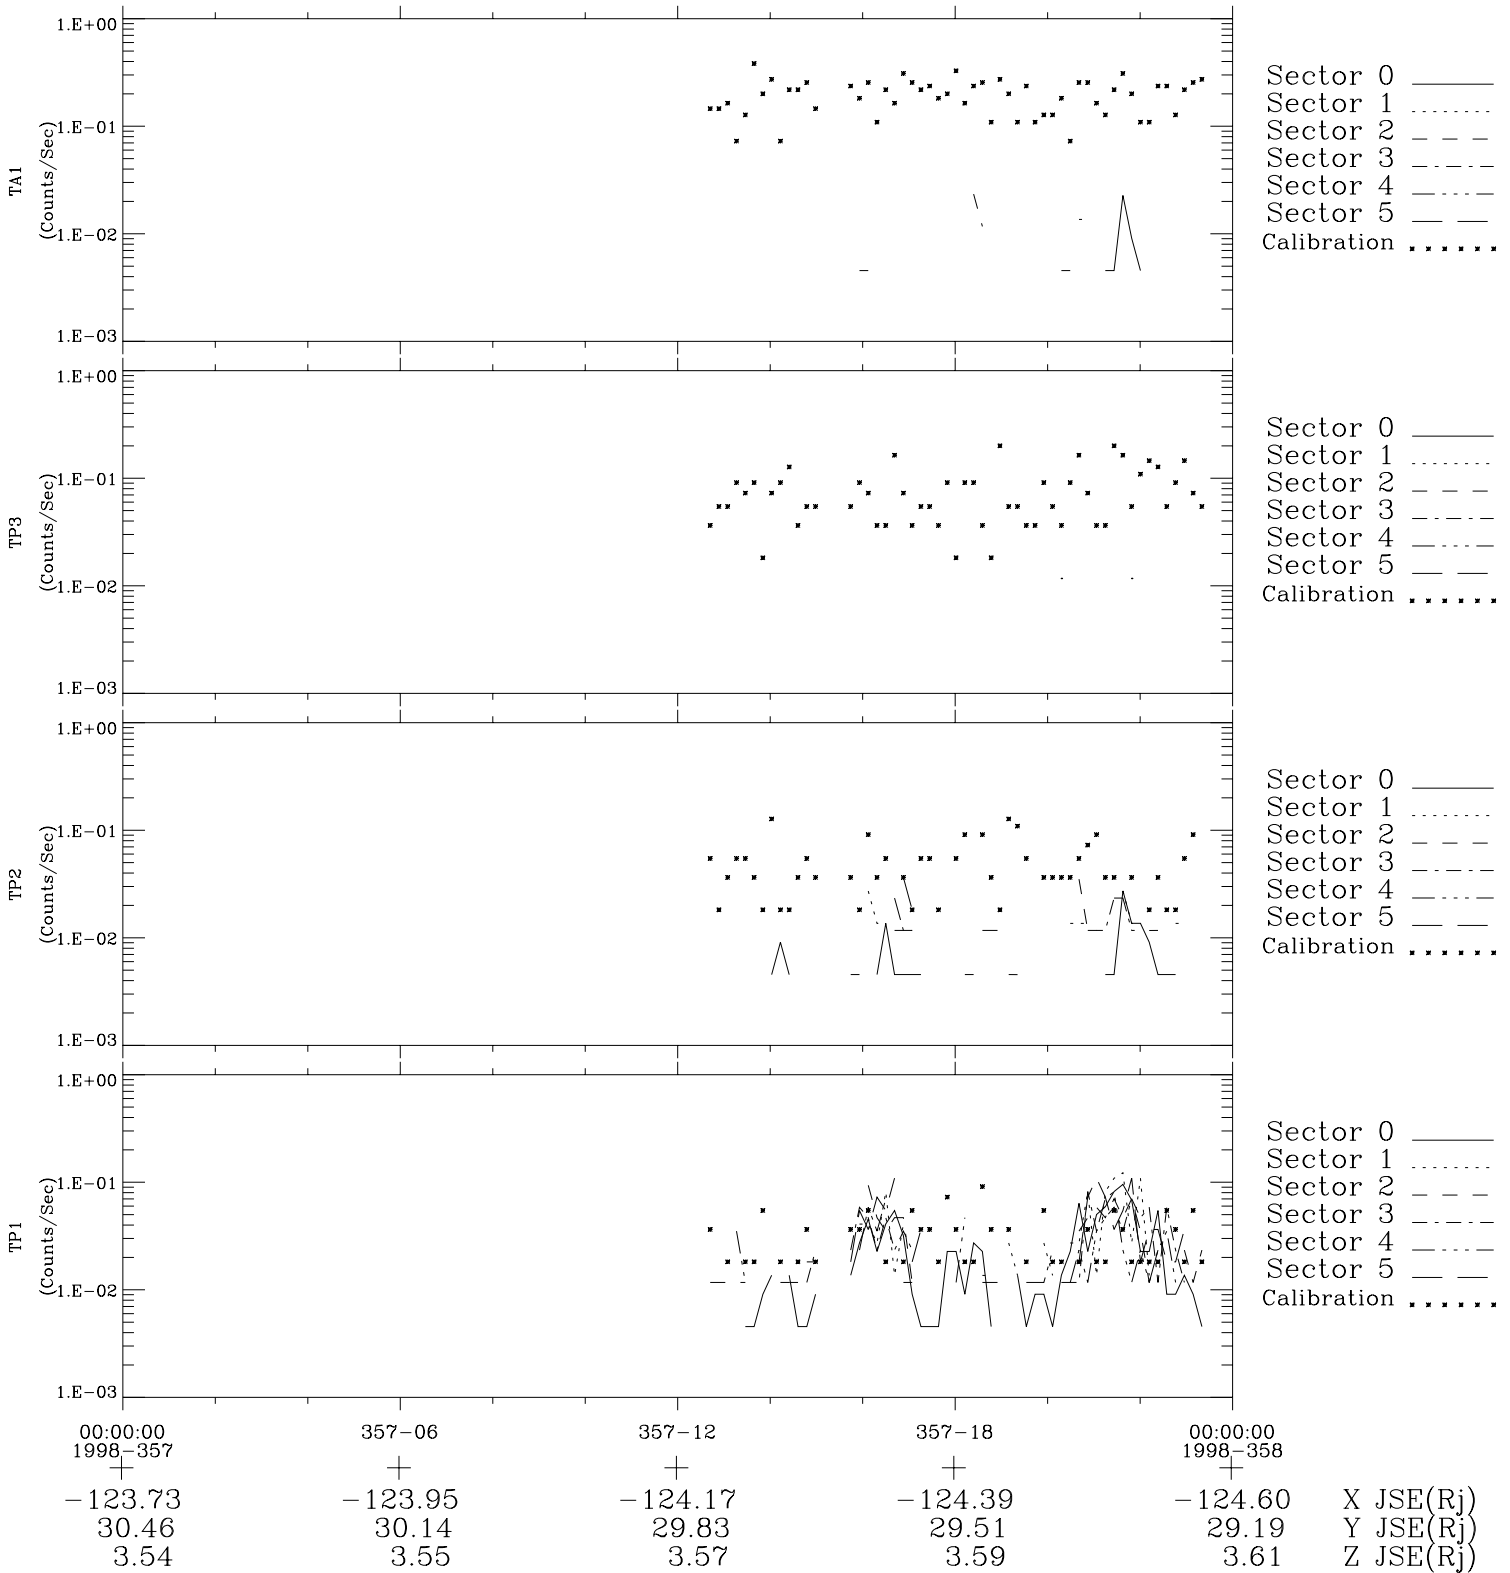 1.E+00
1.E-01
1.E-02
1.E-03
TA1
(Counts/Sec)
Sector 0
Sector 1
Sector 2
Sector 3
Sector 4
Sector 5
Calibration
1.E+00
1.E-01
1.E-02
1.E-03
TP3
(Counts/Sec)
Sector 0
Sector 1
Sector 2
Sector 3
Sector 4
Sector 5
Calibration
1.E+00
1.E-01
1.E-02
1.E-03
TP2
(Counts/Sec)
Sector 0
Sector 1
Sector 2
Sector 3
Sector 4
Sector 5
Calibration
1.E+00
1.E-01
1.E-02
1.E-03
TP1
(Counts/Sec)
Sector 0
Sector 1
Sector 2
Sector 3
Sector 4
Sector 5
Calibration
00:00:00 357-06 357-12 357-18 00:00:00
1998-357 1998-358
-123.73 -123.95 -124.17 -124.39 -124.60 X JSE(Rj)
30.46 30.14 29.83 29.51 29.19 Y JSE(Rj)
3.54 3.55 3.57 3.59 3.61 Z JSE(Rj)